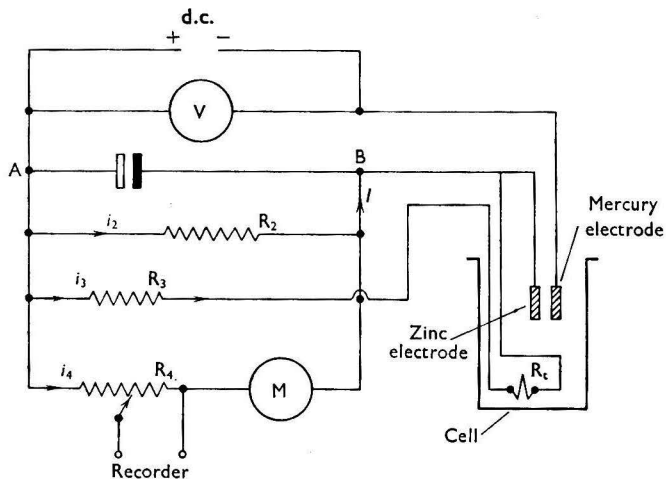 d.c.
+ −
V
A
B
I
i₂ R₂
Mercury
electrode
i₃ R₃
Zinc
electrode
i₄ R₄
M
Rₜ
Cell
Recorder